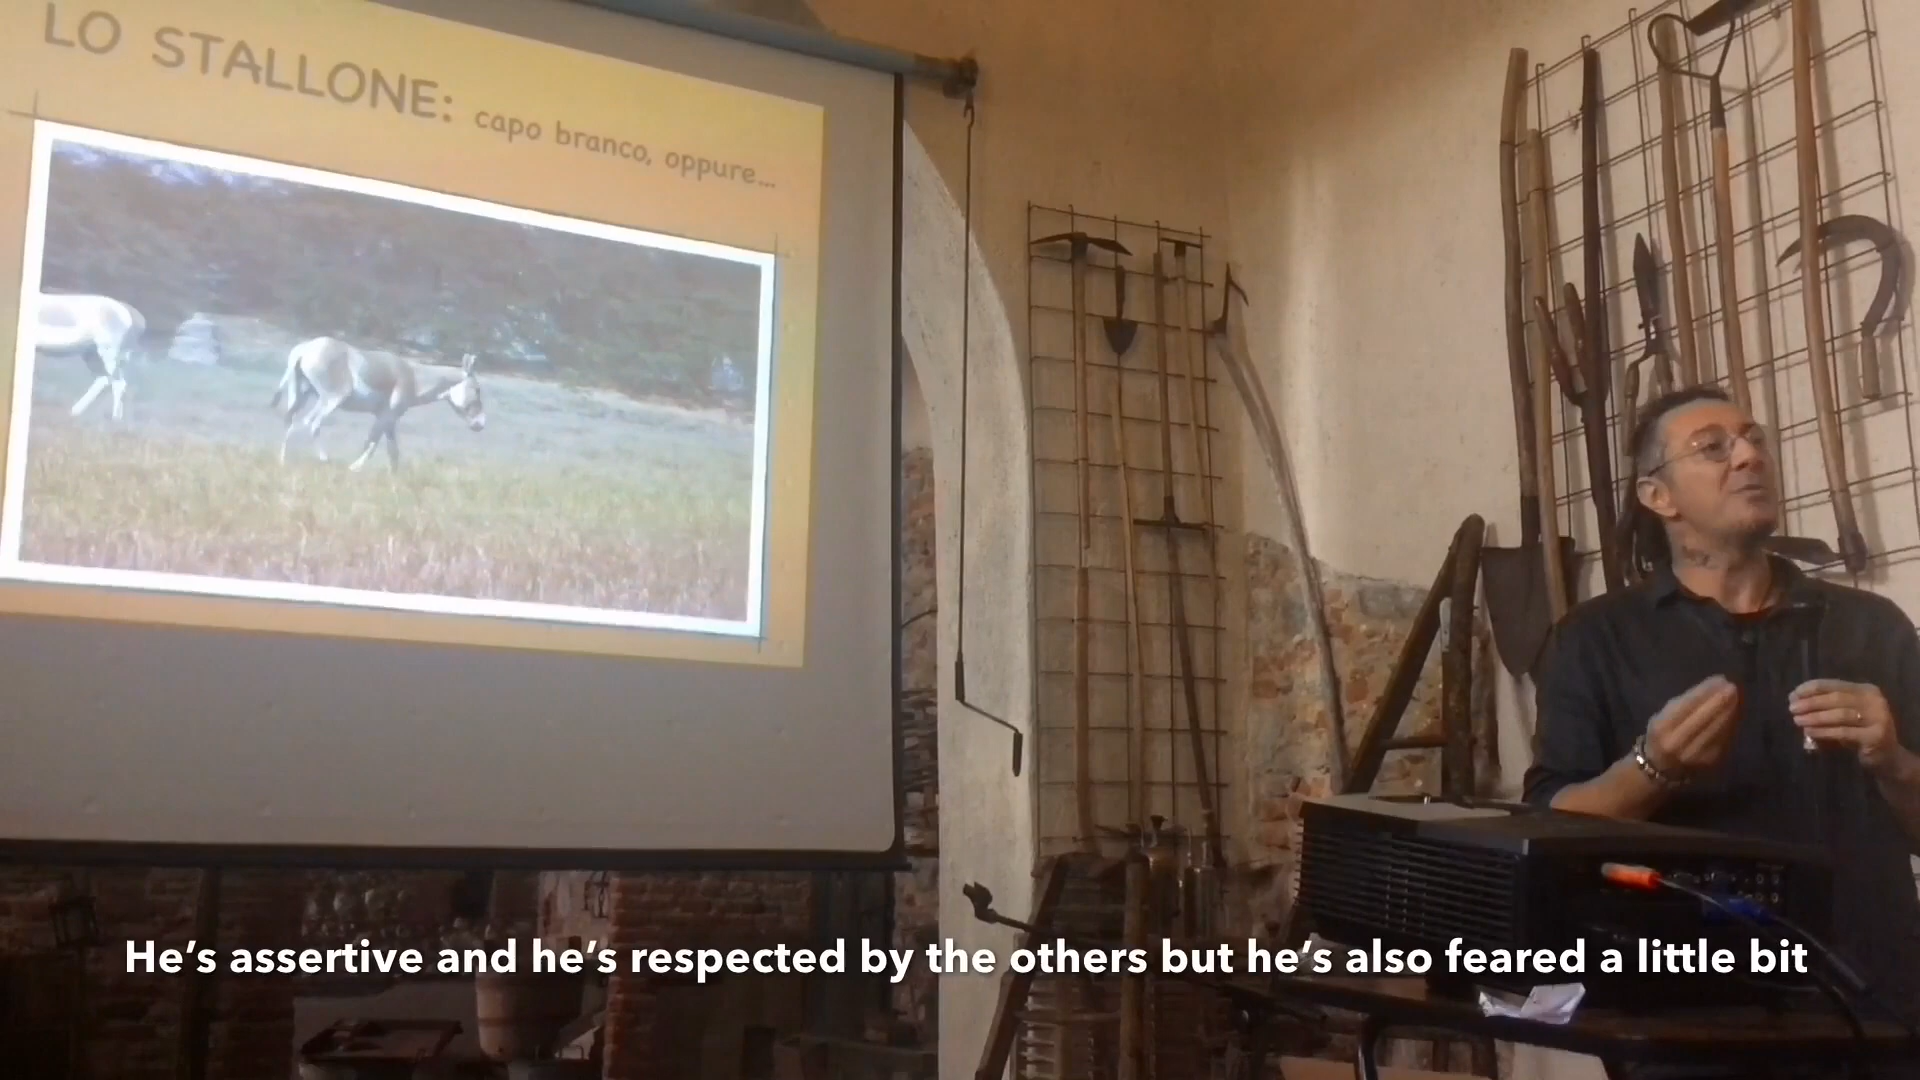 LO STALLONE: capo branco, oppure...
He's assertive and he's respected by the others but he's also feared a little bit